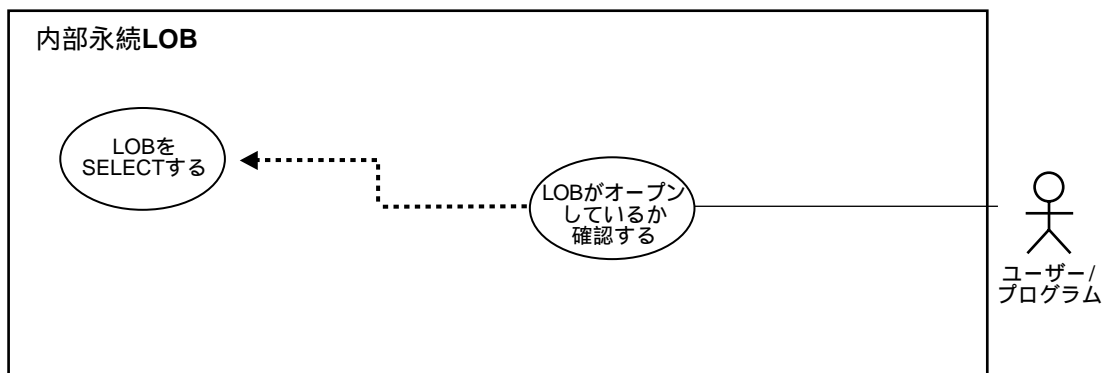 内部永続LOB
LOBを
SELECTする
LOBがオープン
しているか
確認する
ユーザー/
プログラム